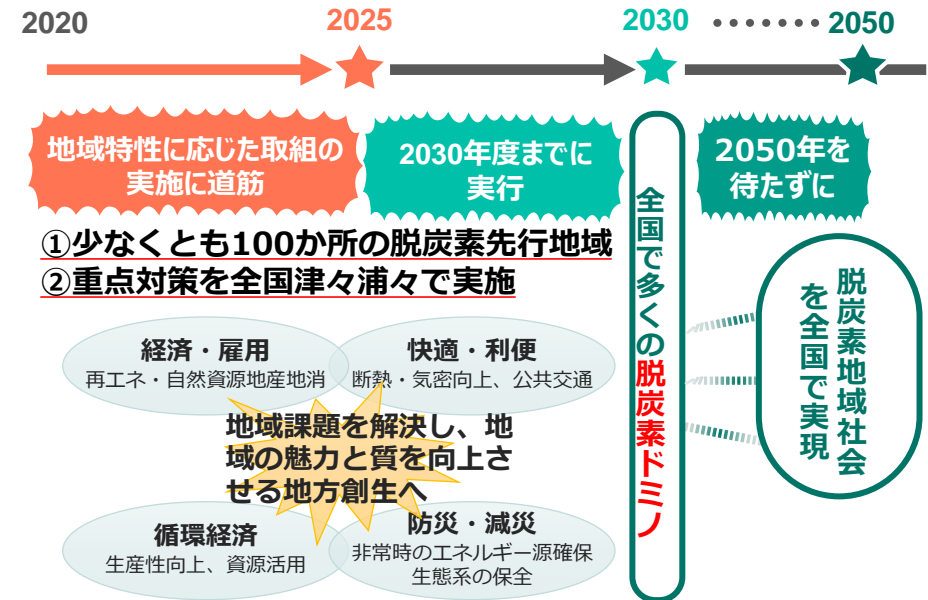 2020
2025
2030
・・・・・・・
2050
地域特性に応じた取組の
実施に道筋
2030年度までに
実行
2050年を
待たずに
①少なくとも100か所の脱炭素先行地域
②重点対策を全国津々浦々で実施
経済・雇用
再エネ・自然資源地産地消
快適・利便
断熱・気密向上、公共交通
地域課題を解決し、地
域の魅力と質を向上さ
せる地方創生へ
循環経済
生産性向上、資源活用
防災・減災
非常時のエネルギー源確保
生態系の保全
全国で多くの脱炭素ドミノ
脱炭素地域社会
を全国で実現